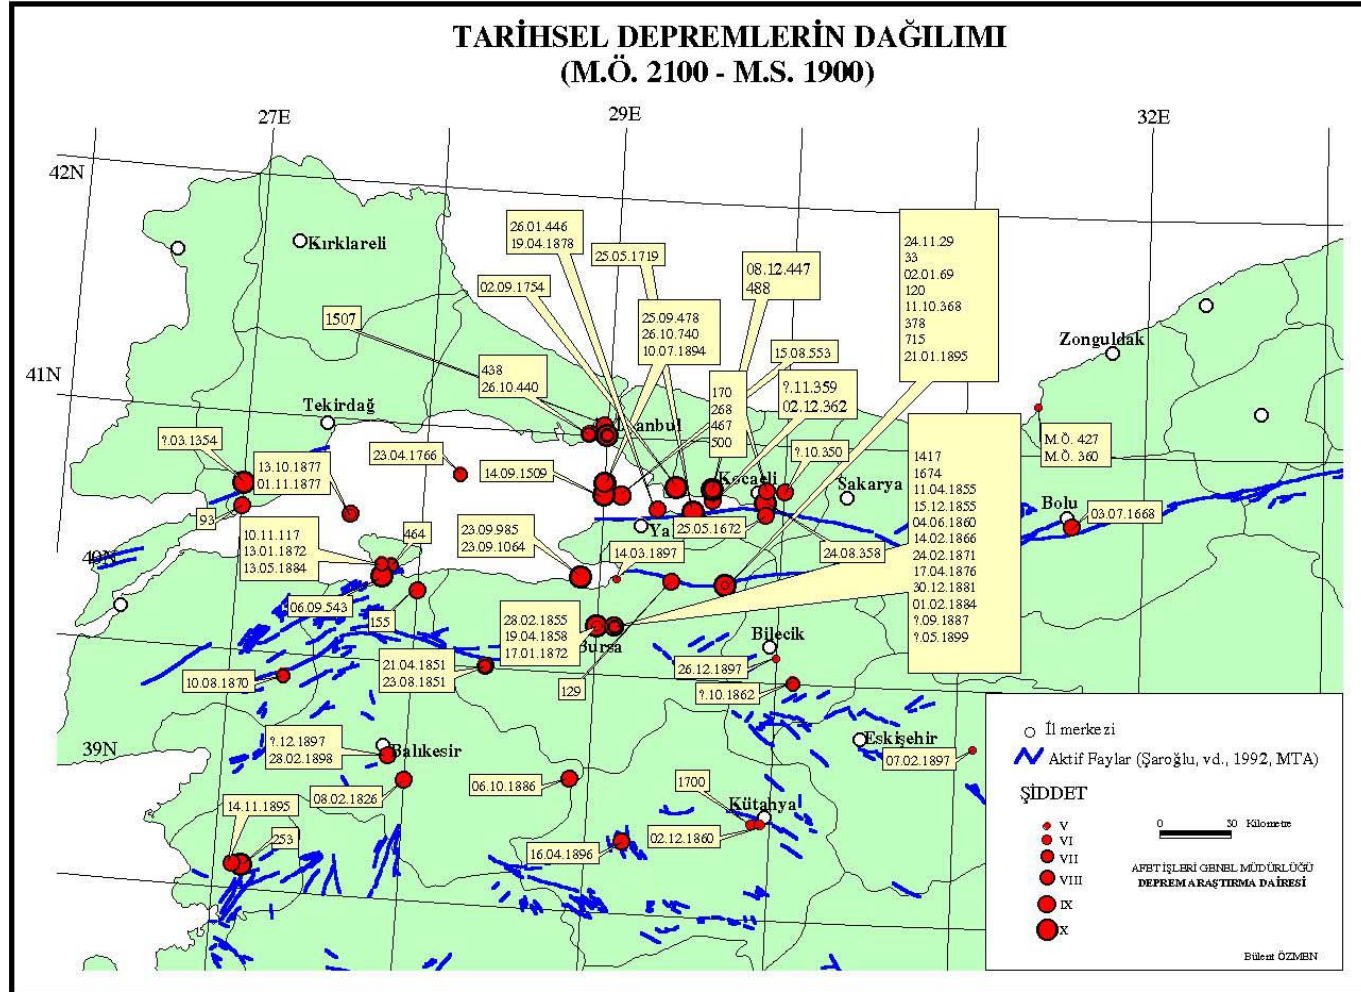 TARİHSEL DEPREMLERİN DAĞILIMI
(M.Ö. 2100 - M.S. 1900)
27E
29E
32E
42N
41N
40N
39N
Kırklareli
Tekirdağ
İstanbul
Kocaeli
Sakarya
Zonguldak
Bolu
Ya
Bursa
Bilecik
Eskişehir
Balıkesir
Kütahya
26.01.446
19.04.1878
25.05.1719
02.09.1754
08.12.447
488
24.11.29
33
02.01.69
120
11.10.368
378
715
21.01.1895
1507
25.09.478
26.10.740
10.07.1894
15.08.553
438
26.10.440
170
268
467
500
?.11.359
02.12.362
?.03.1354
13.10.1877
01.11.1877
23.04.1766
14.09.1509
?.10.350
M.Ö. 427
M.Ö. 360
93
10.11.117
13.01.1872
13.05.1884
464
23.09.985
23.09.1064
14.03.1897
25.05.1672
24.08.358
03.07.1668
1417
1674
11.04.1855
15.12.1855
04.06.1860
14.02.1866
24.02.1871
17.04.1876
30.12.1881
01.02.1884
?.09.1887
?.05.1899
06.09.543
155
28.02.1855
19.04.1858
17.01.1872
10.08.1870
21.04.1851
23.08.1851
129
26.12.1897
?.10.1862
?.12.1897
28.02.1898
08.02.1826
06.10.1886
07.02.1897
14.11.1895
253
1700
02.12.1860
16.04.1896
İl merkezi
Aktif Faylar (Şaroğlu, vd., 1992, MTA)
ŞİDDET
V
VI
VII
VIII
IX
X
0 30 Kilometre
AFET İŞLERİ GENEL MÜDÜRLÜĞÜ
DEPREM ARAŞTIRMA DAİRESİ
Bülent ÖZMEN